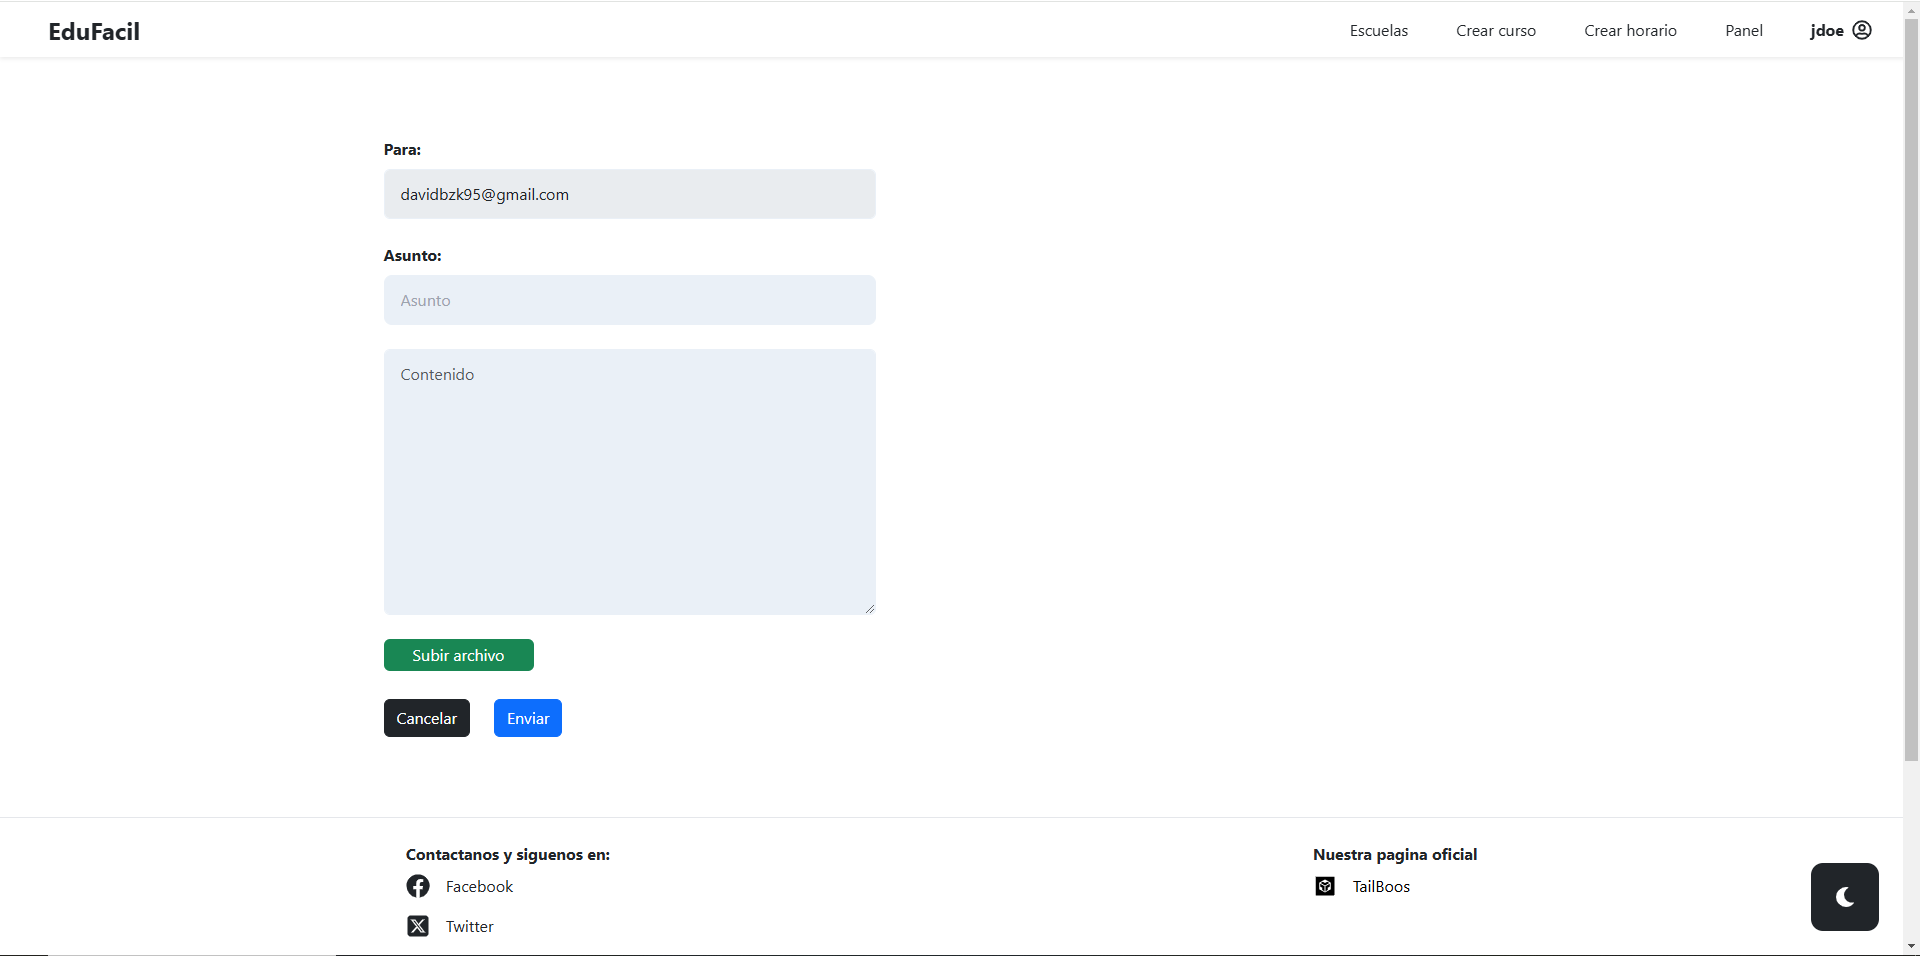 EduFacil
Escuelas Crear curso Crear horario Panel jdoe
Para:
davidbzk95@gmail.com
Asunto:
Asunto
Contenido
Subir archivo
Cancelar Enviar
Contactanos y siguenos en:
Facebook
Twitter
Nuestra pagina oficial
TailBoos